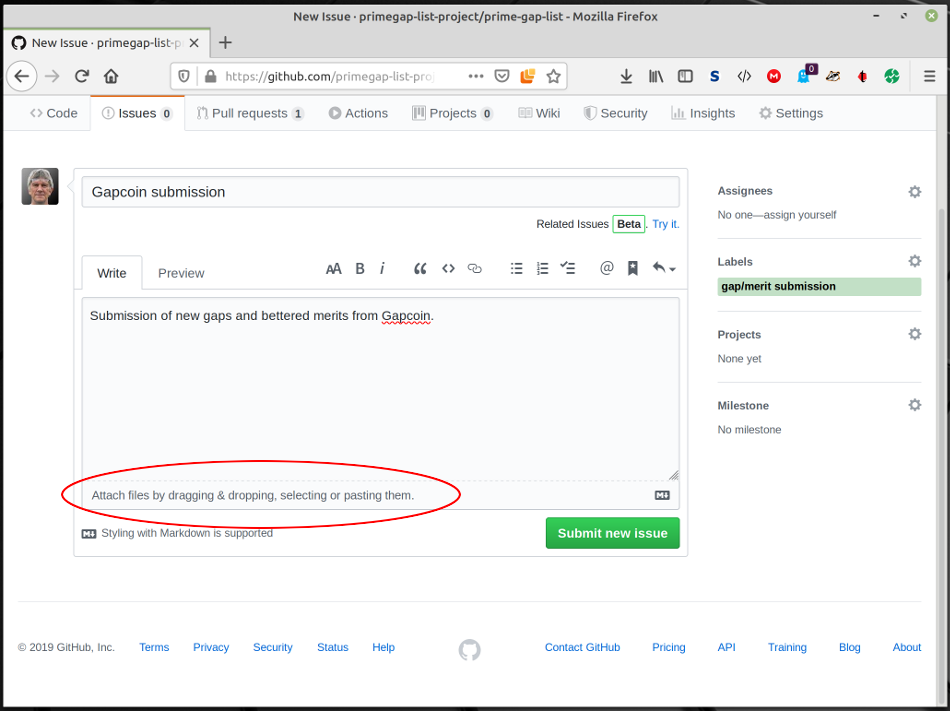 New Issue · primegap-list-project/prime-gap-list - Mozilla Firefox
New Issue · primegap-list-p
https://github.com/primegap-list-proj
0
Code
Issues 0
Pull requests 1
Actions
Projects 0
Wiki
Security
Insights
Settings
Gapcoin submission
Related Issues Beta . Try it.
Write
Preview
AA B i
Submission of new gaps and bettered merits from Gapcoin.
Attach files by dragging & dropping, selecting or pasting them.
Styling with Markdown is supported
Submit new issue
Assignees
No one—assign yourself
Labels
gap/merit submission
Projects
None yet
Milestone
No milestone
© 2019 GitHub, Inc. Terms Privacy Security Status Help Contact GitHub Pricing API Training Blog About